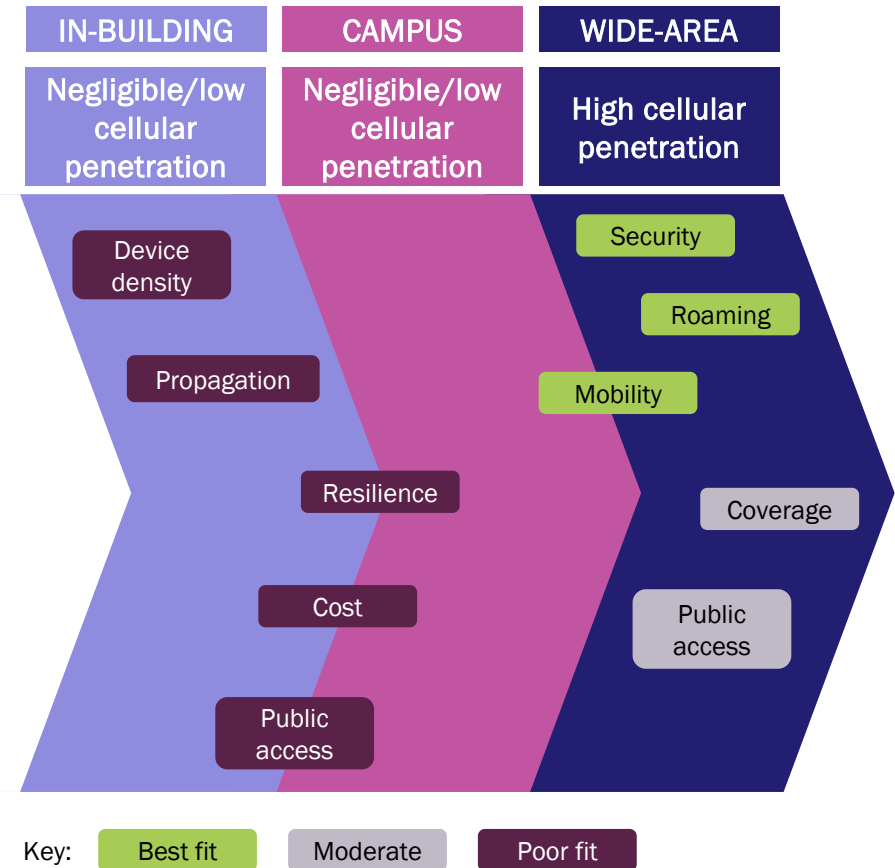 IN-BUILDING
CAMPUS
WIDE-AREA
Negligible/low
cellular
penetration
Negligible/low
cellular
penetration
High cellular
penetration
Device
density
Propagation
Resilience
Cost
Public
access
Security
Roaming
Mobility
Coverage
Public
access
Key:
Best fit
Moderate
Poor fit